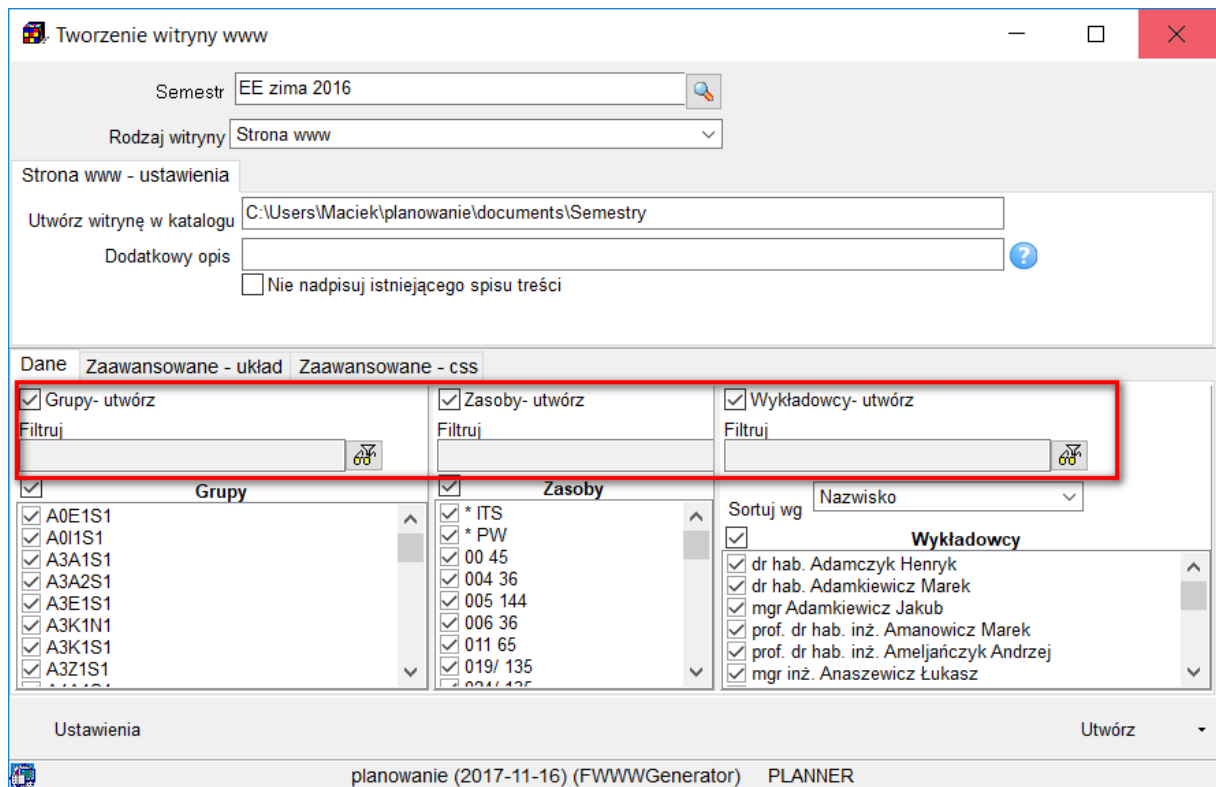 Tworzenie witryny www
Semestr EE zima 2016
Rodzaj witryny Strona www
Strona www - ustawienia
Utwórz witrynę w katalogu C:\Users\Maciek\planowanie\documents\Semestry
Dodatkowy opis
Nie nadpisuj istniejącego spisu treści
Dane Zaawansowane - układ Zaawansowane - css
Grupy- utwórz Zasoby- utwórz Wykładowcy- utwórz
Filtruj Filtruj Filtruj
Grupy
A0E1S1
A0I1S1
A3A1S1
A3A2S1
A3E1S1
A3K1N1
A3K1S1
A3Z1S1
Zasoby
* ITS
* PW
00 45
004 36
005 144
006 36
011 65
019/ 135
Sortuj wg Nazwisko
Wykładowcy
dr hab. Adamczyk Henryk
dr hab. Adamkiewicz Marek
mgr Adamkiewicz Jakub
prof. dr hab. inż. Amanowicz Marek
prof. dr hab. inż. Ameljańczyk Andrzej
mgr inż. Anaszewicz Łukasz
Ustawienia Utwórz
planowanie (2017-11-16) (FWWWGenerator) PLANNER